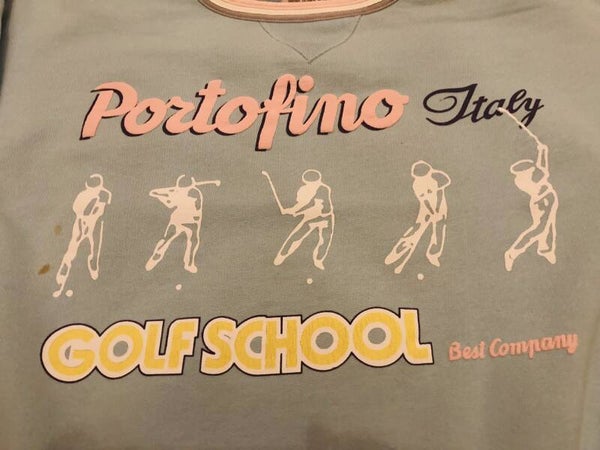 Portofino Italy
GOLF SCHOOL
Best Company